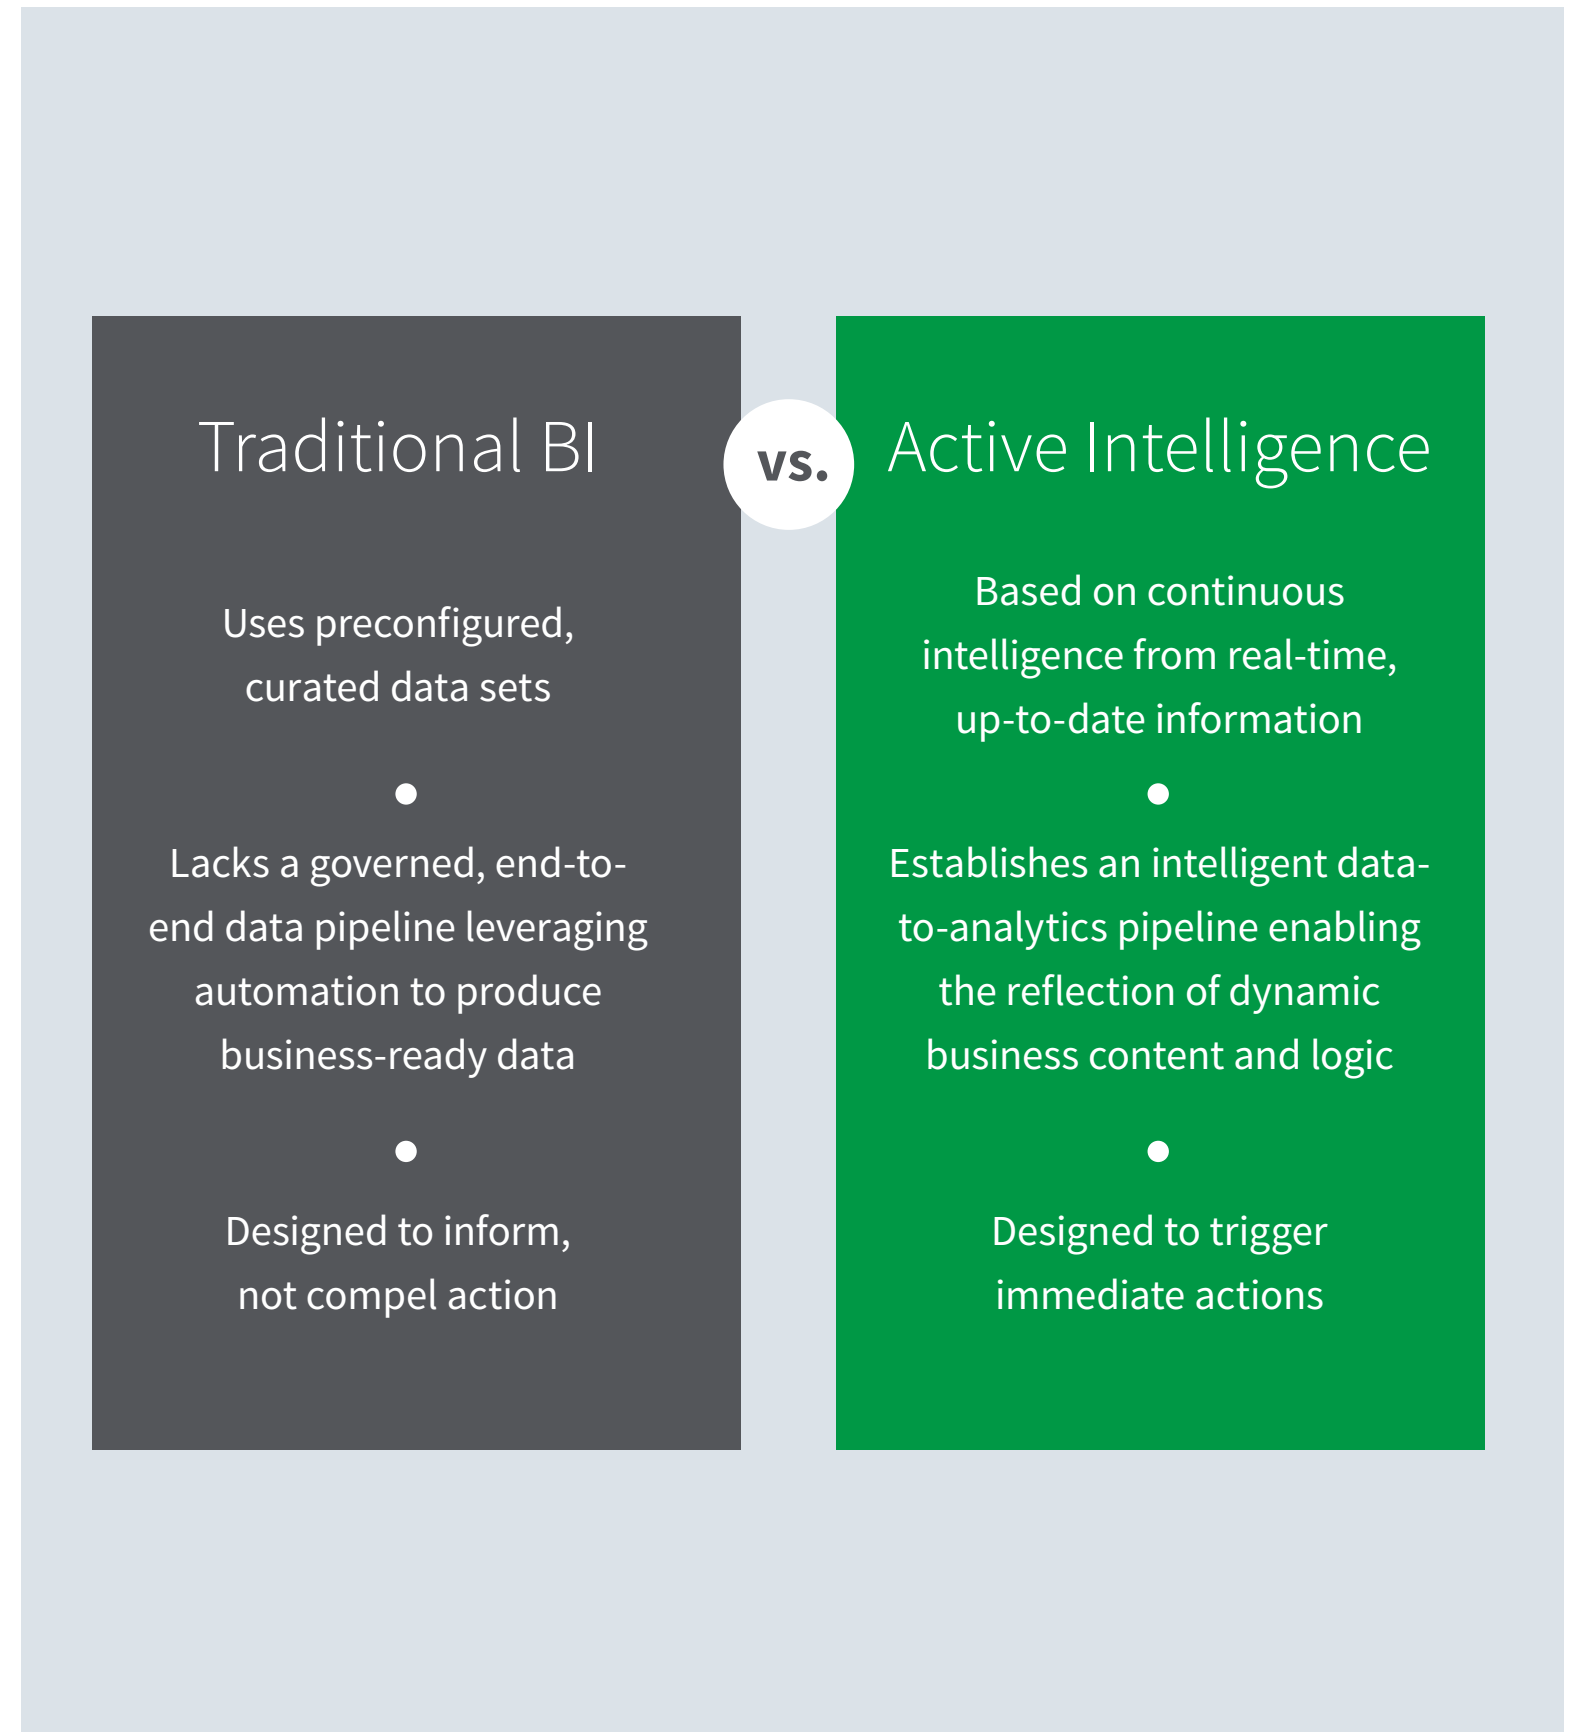 Traditional BI
Uses preconfigured,
curated data sets
Lacks a governed, end-to-
end data pipeline leveraging
automation to produce
business-ready data
Designed to inform,
not compel action
vs.
Active Intelligence
Based on continuous
intelligence from real-time,
up-to-date information
Establishes an intelligent data-
to-analytics pipeline enabling
the reflection of dynamic
business content and logic
Designed to trigger
immediate actions